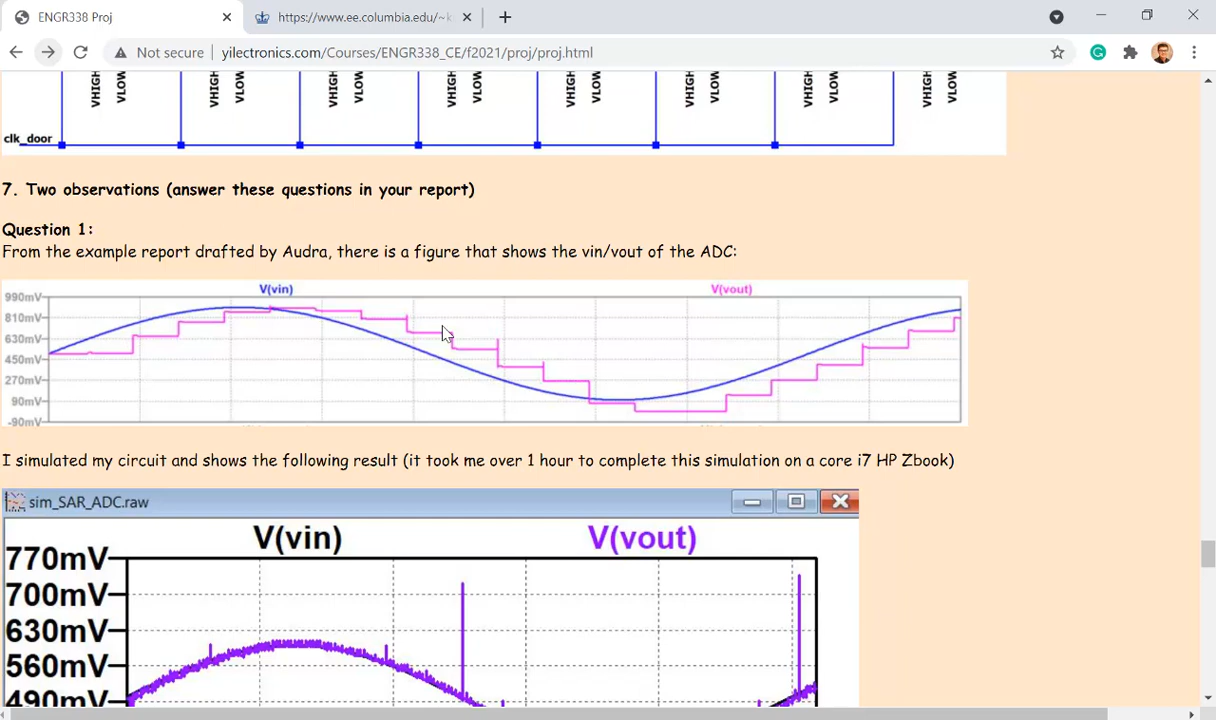 ENGR338 Proj
https://www.ee.columbia.edu/~k
Not secure
yilectronics.com/Courses/ENGR338_CE/f2021/proj/proj.html
VHIGH VLOW VHIGH VLOW VHIGH VLOW VHIGH VLOW VHIGH VLOW VHIGH VLOW VHIGH VLOW VHIGH VLOW
clk_door
7. Two observations (answer these questions in your report)
Question 1:
From the example report drafted by Audra, there is a figure that shows the vin/vout of the ADC:
V(vin) V(vout)
990mV
810mV
630mV
450mV
270mV
90mV
-90mV
I simulated my circuit and shows the following result (it took me over 1 hour to complete this simulation on a core i7 HP Zbook)
sim_SAR_ADC.raw
V(vin) V(vout)
770mV
700mV
630mV
560mV
490mV